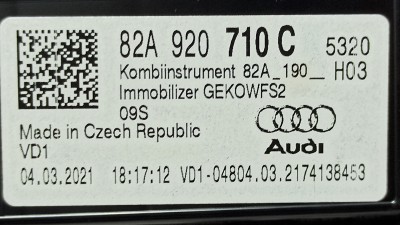 82A 920 710 C 5320
Kombiinstrument 82A_190__ H03
Immobilizer GEKOWFS2
09S
Made in Czech Republic
VD1
Audi
04.03.2021 18:17:12 VD1-04804.03.2174138453